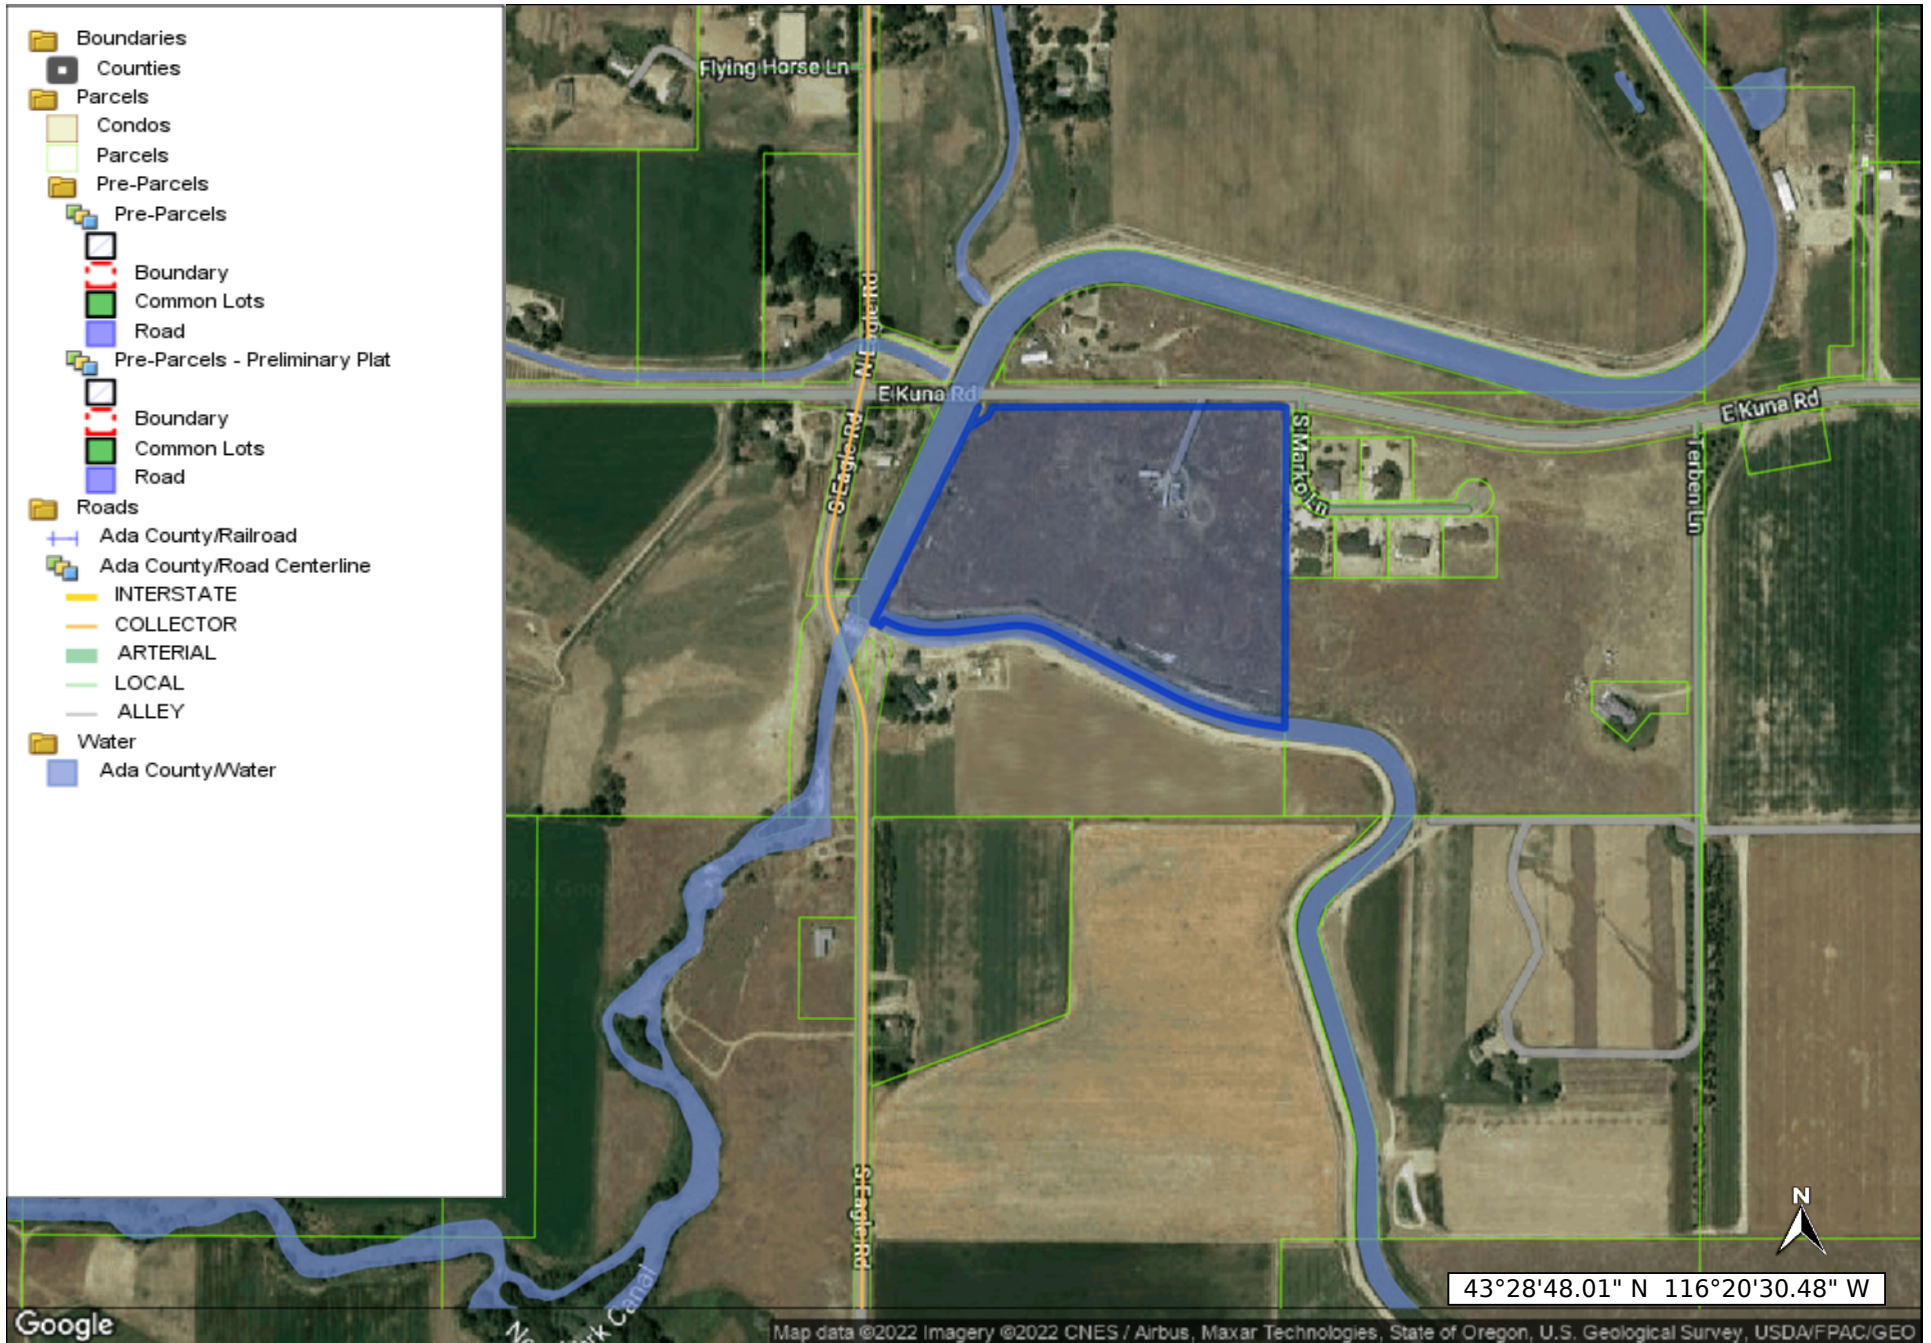 Boundaries
Counties
Parcels
Condos
Parcels
Pre-Parcels
Pre-Parcels
Boundary
Common Lots
Road
Pre-Parcels - Preliminary Plat
Boundary
Common Lots
Road
Roads
Ada County/Railroad
Ada County/Road Centerline
INTERSTATE
COLLECTOR
ARTERIAL
LOCAL
ALLEY
Water
Ada County/Water
Flying Horse Ln
N Eagle Rd
E Kuna Rd
E Kuna Rd
S Eagle Rd
S Marko Ln
Terben Ln
S Eagle Rd
Canal
N
43°28'48.01" N 116°20'30.48" W
Google
Map data ©2022 Imagery ©2022 CNES / Airbus, Maxar Technologies, State of Oregon, U.S. Geological Survey, USDA/FPAC/GEO